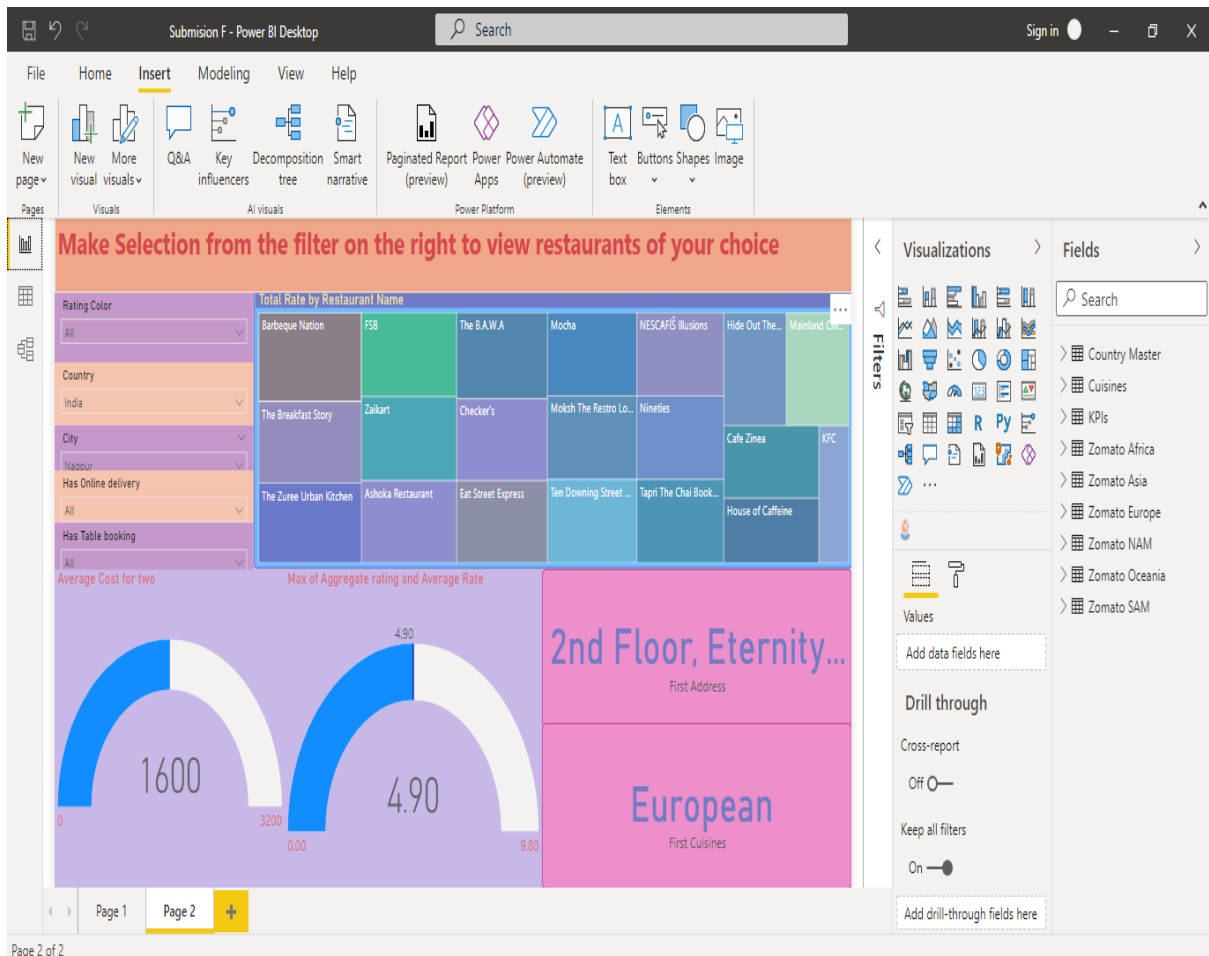 Submision F - Power BI Desktop
Search
Sign in
File Home Insert Modeling View Help
New page
New visual
More visuals
Q&A
Key influencers
Decomposition tree
Smart narrative
Paginated Report (preview)
Power Apps
Power Automate (preview)
Text box
Buttons
Shapes
Image
Pages
Visuals
AI visuals
Power Platform
Elements
Make Selection from the filter on the right to view restaurants of your choice
Rating Color
All
Country
India
City
Nagpur
Has Online delivery
All
Has Table booking
All
Total Rate by Restaurant Name
Barbeque Nation
FSB
The B.A.W.A
Mocha
NESCAFÍŠ Illusions
Hide Out The...
Mainland Chi...
The Breakfast Story
Zaikart
Checker's
Moksh The Restro Lo...
Nineties
Cafe Zinea
KFC
The Zuree Urban Kitchen
Ashoka Restaurant
Eat Street Express
Ten Downing Street ...
Tapri The Chai Book...
House of Caffeine
Average Cost for two
1600
0
3200
Max of Aggregate rating and Average Rate
4.90
4.90
0.00
9.80
2nd Floor, Eternity...
First Address
European
First Cuisines
Filters
Visualizations
R
Py
123
Values
Add data fields here
Drill through
Cross-report
Off
Keep all filters
On
Add drill-through fields here
Fields
Search
Country Master
Cuisines
KPIs
Zomato Africa
Zomato Asia
Zomato Europe
Zomato NAM
Zomato Oceania
Zomato SAM
Page 1
Page 2
Page 2 of 2